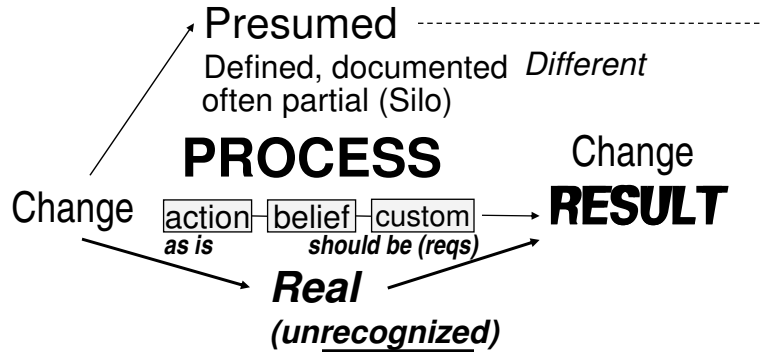 Presumed
Defined, documented Different
often partial (Silo)
PROCESS
Change
Change action belief custom RESULT
as is should be (reqs)
Real
(unrecognized)